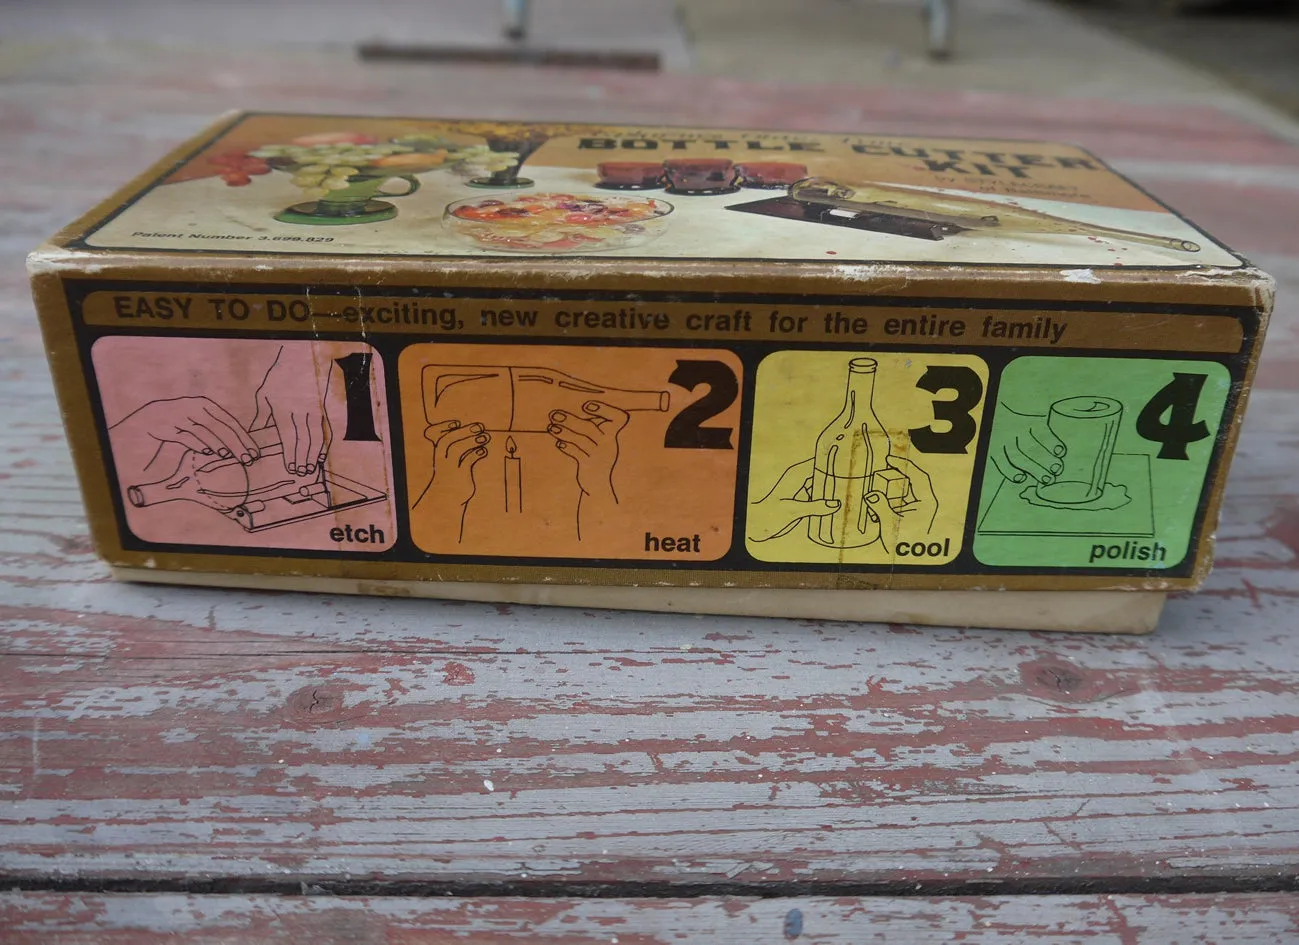 BOTTLE CUTTER
KIT
Patent Number 3,699,829
EASY TO DO—exciting, new creative craft for the entire family
1
etch
2
heat
3
cool
4
polish